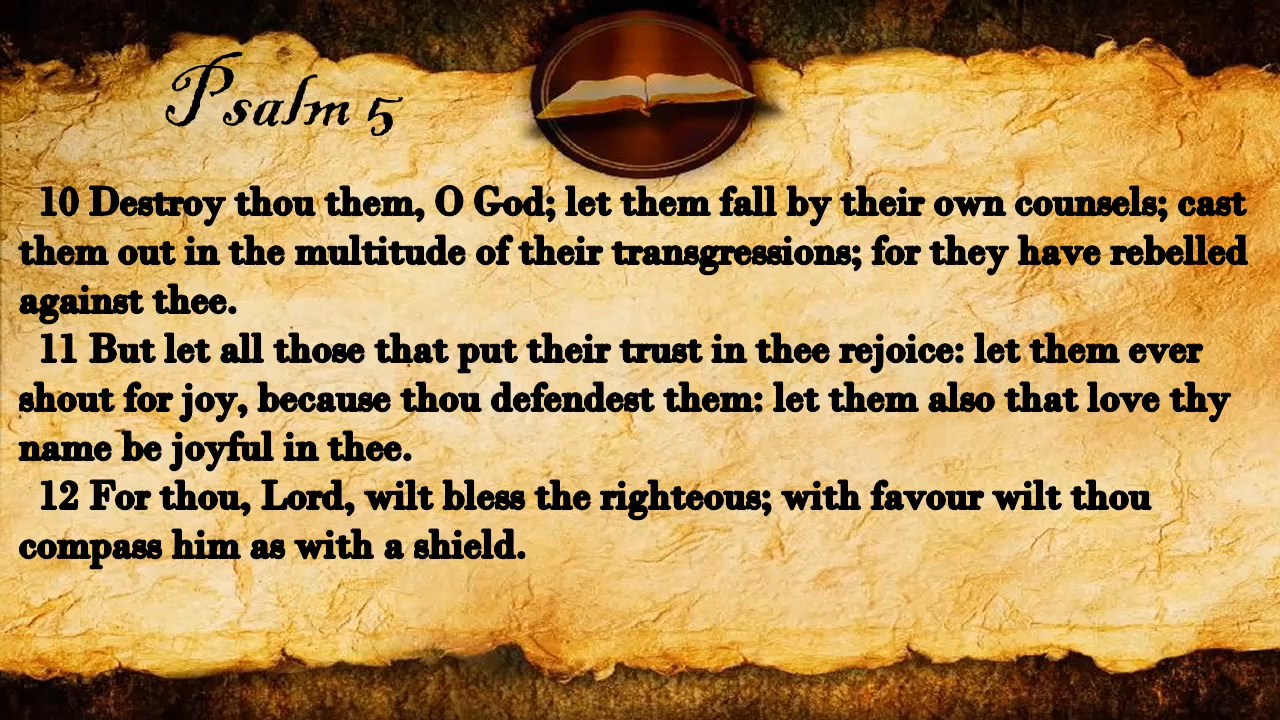 Psalm 5
10 Destroy thou them, O God; let them fall by their own counsels; cast
them out in the multitude of their transgressions; for they have rebelled
against thee.
11 But let all those that put their trust in thee rejoice: let them ever
shout for joy, because thou defendest them: let them also that love thy
name be joyful in thee.
12 For thou, Lord, wilt bless the righteous; with favour wilt thou
compass him as with a shield.